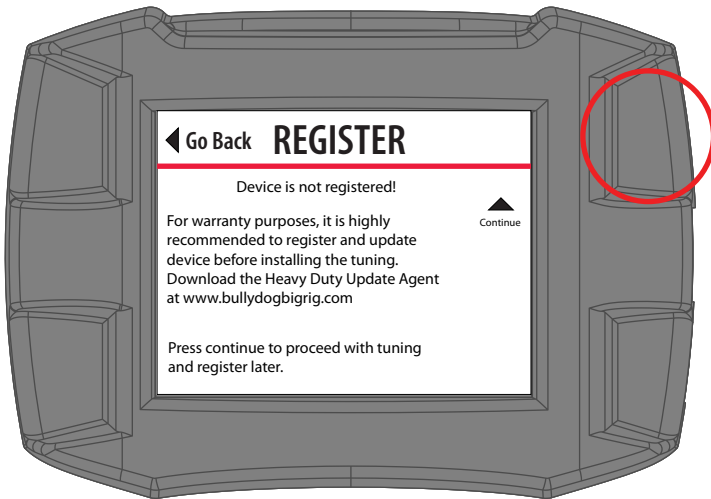 Go Back REGISTER
Device is not registered!
Continue
For warranty purposes, it is highly
recommended to register and update
device before installing the tuning.
Download the Heavy Duty Update Agent
at www.bullydogbigrig.com
Press continue to proceed with tuning
and register later.